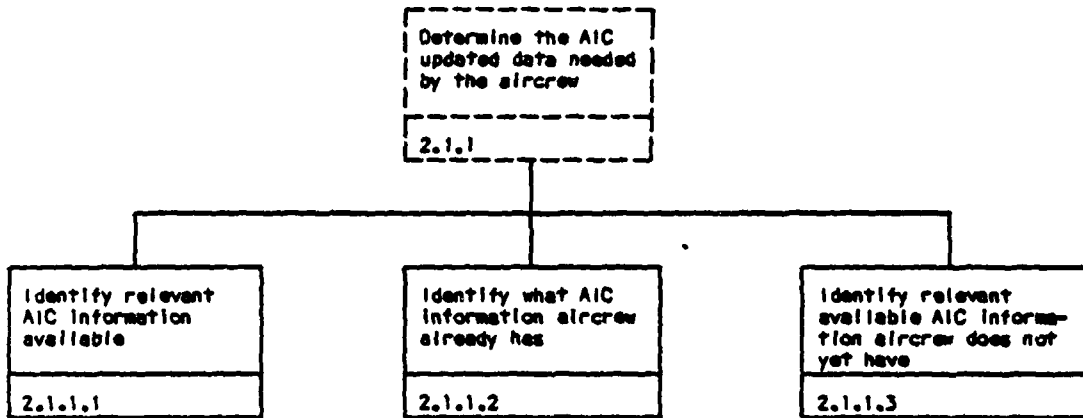 Determine the AIC
updated data needed
by the aircrew
2.1.1
Identify relevant
AIC information
available
2.1.1.1
Identify what AIC
information aircrew
already has
2.1.1.2
Identify relevant
available AIC informa-
tion aircrew does not
yet have
2.1.1.3